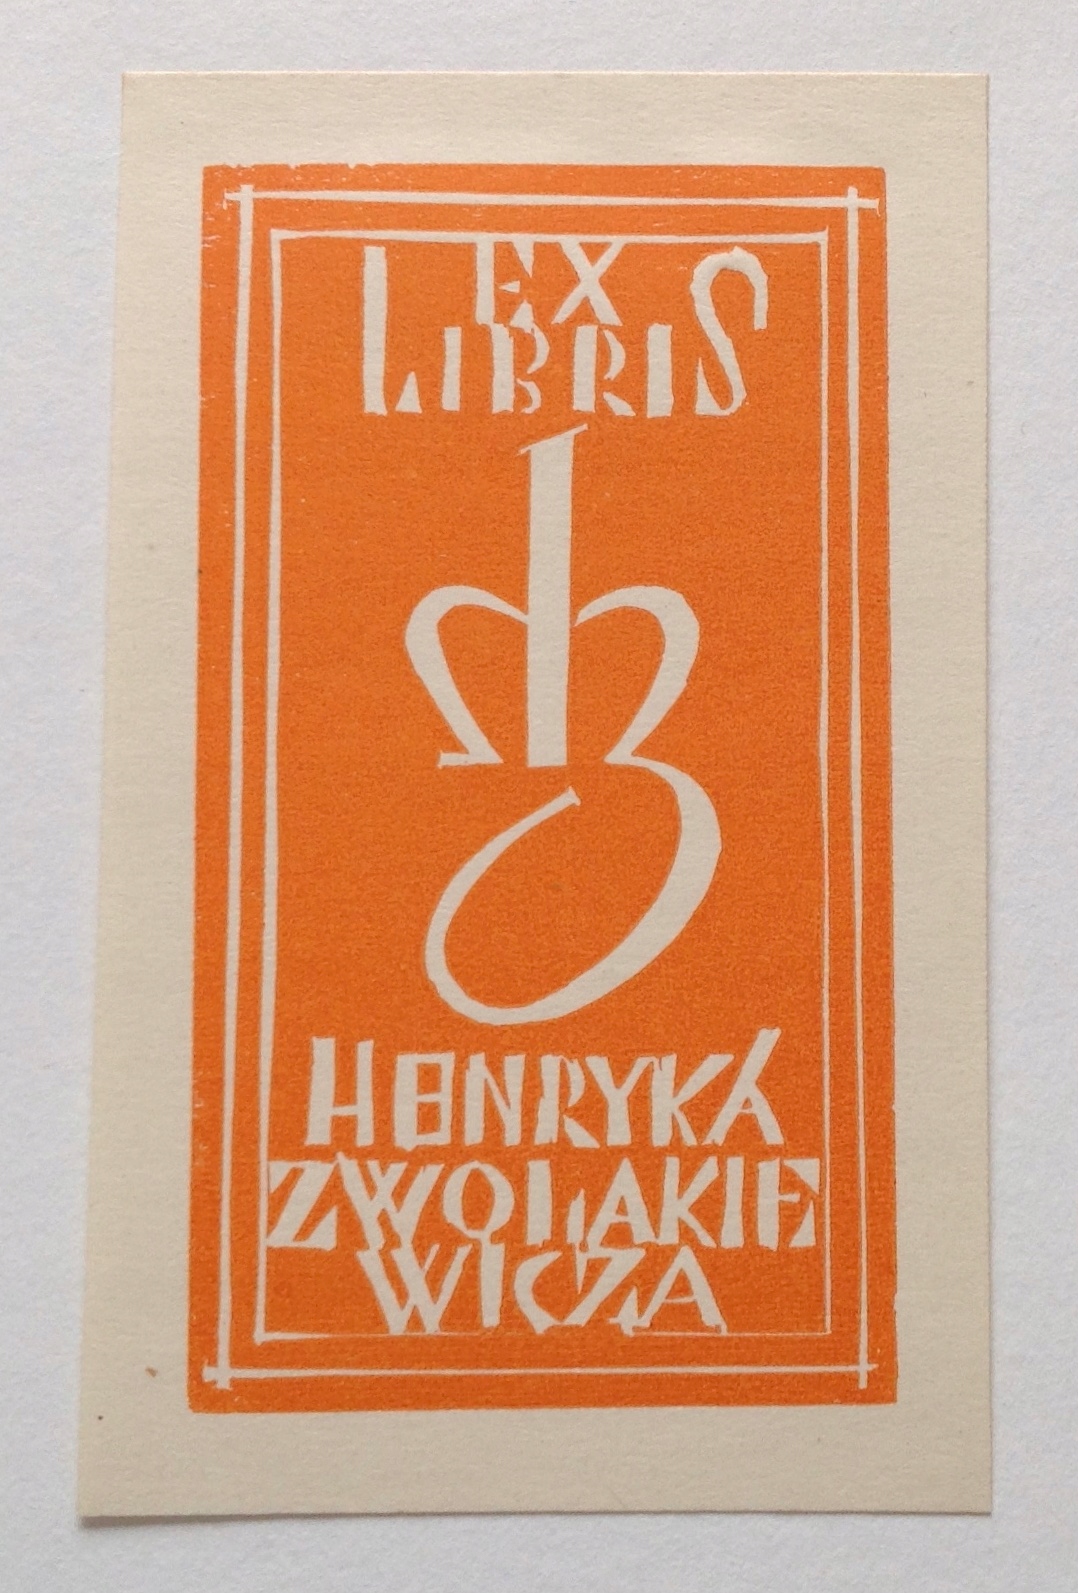 EX
LIBRIS
HENRYKA
ZWOLAKIE
WICZA